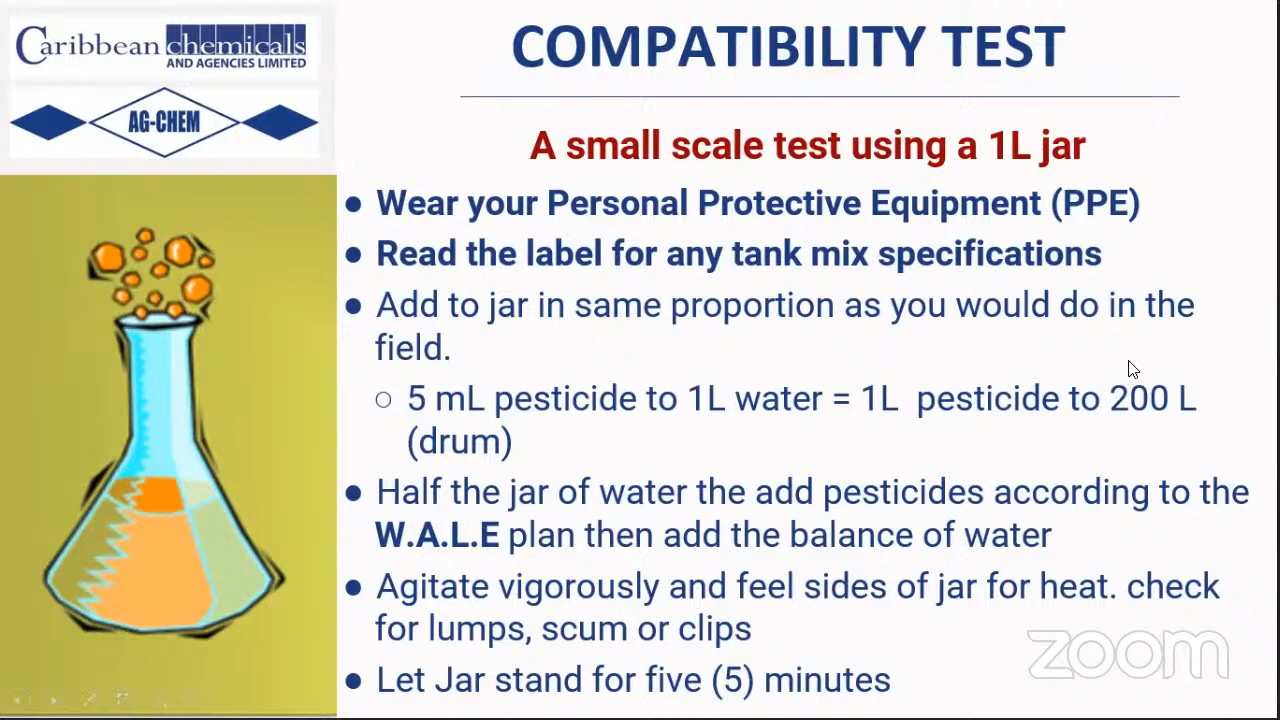 Caribbean chemicals
AND AGENCIES LIMITED
AG-CHEM
COMPATIBILITY TEST
A small scale test using a 1L jar
● Wear your Personal Protective Equipment (PPE)
● Read the label for any tank mix specifications
● Add to jar in same proportion as you would do in the
field.
○ 5 mL pesticide to 1L water = 1L pesticide to 200 L
(drum)
● Half the jar of water the add pesticides according to the
W.A.L.E plan then add the balance of water
● Agitate vigorously and feel sides of jar for heat. check
for lumps, scum or clips
● Let Jar stand for five (5) minutes
zoom